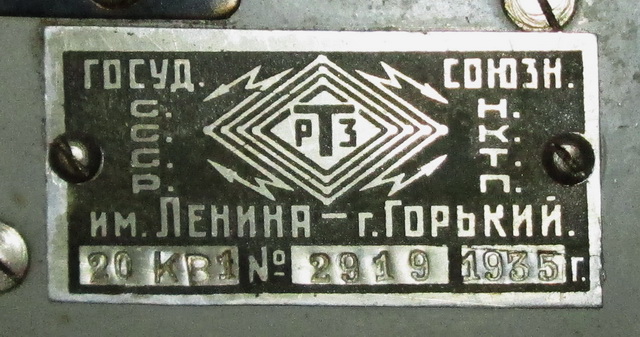 ГОСУД. СОЮЗН.
С. Н.
С. К.
С. Т.
Р. П.
РТЗ
им. ЛЕНИНА – г. ГОРЬКИЙ.
20 КВ1 № 2919 1935 г.